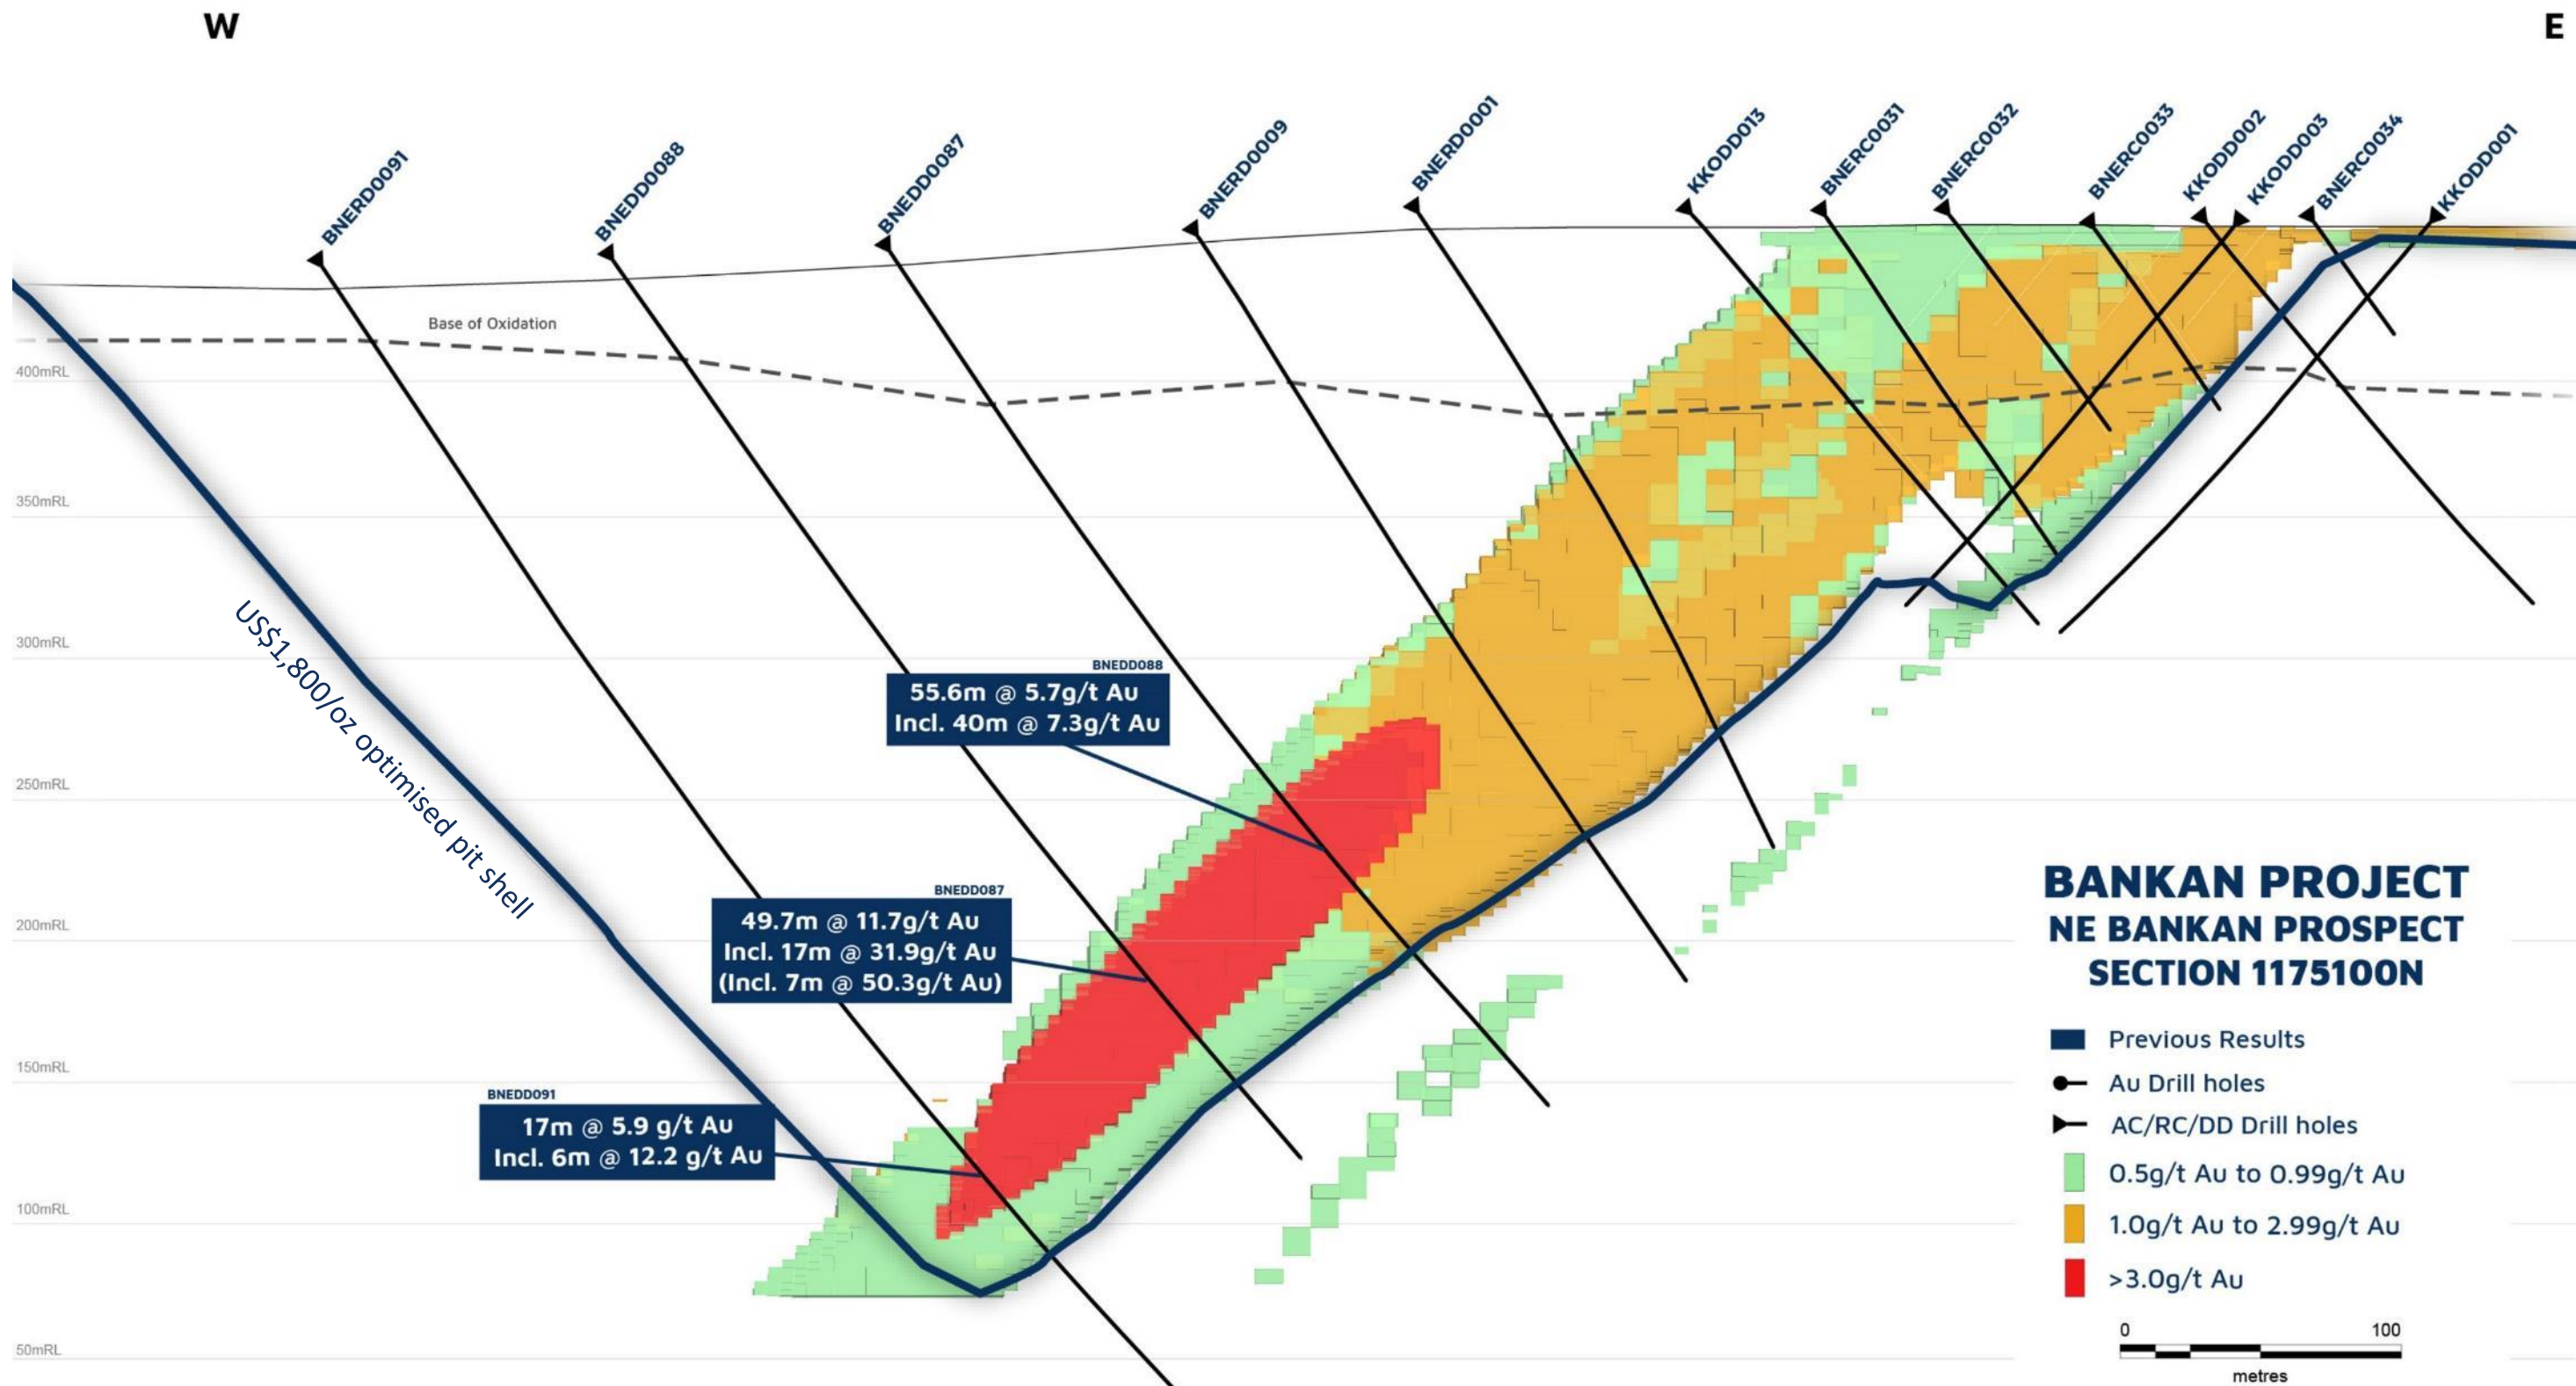 W
E
BNERD0091
BNEDD0088
BNEDD0087
BNERD0009
BNERD0001
KKODD013
BNERC0031
BNERC0032
BNERC0033
KKODD002
KKODD003
BNERC0034
KKODD001
Base of Oxidation
400mRL
350mRL
300mRL
250mRL
200mRL
150mRL
100mRL
50mRL
US$1,800/oz optimised pit shell
BNEDD088
55.6m @ 5.7g/t Au
Incl. 40m @ 7.3g/t Au
BNEDD087
49.7m @ 11.7g/t Au
Incl. 17m @ 31.9g/t Au
(Incl. 7m @ 50.3g/t Au)
BNEDD091
17m @ 5.9 g/t Au
Incl. 6m @ 12.2 g/t Au
BANKAN PROJECT
NE BANKAN PROSPECT
SECTION 1175100N
Previous Results
Au Drill holes
AC/RC/DD Drill holes
0.5g/t Au to 0.99g/t Au
1.0g/t Au to 2.99g/t Au
>3.0g/t Au
0 100
metres